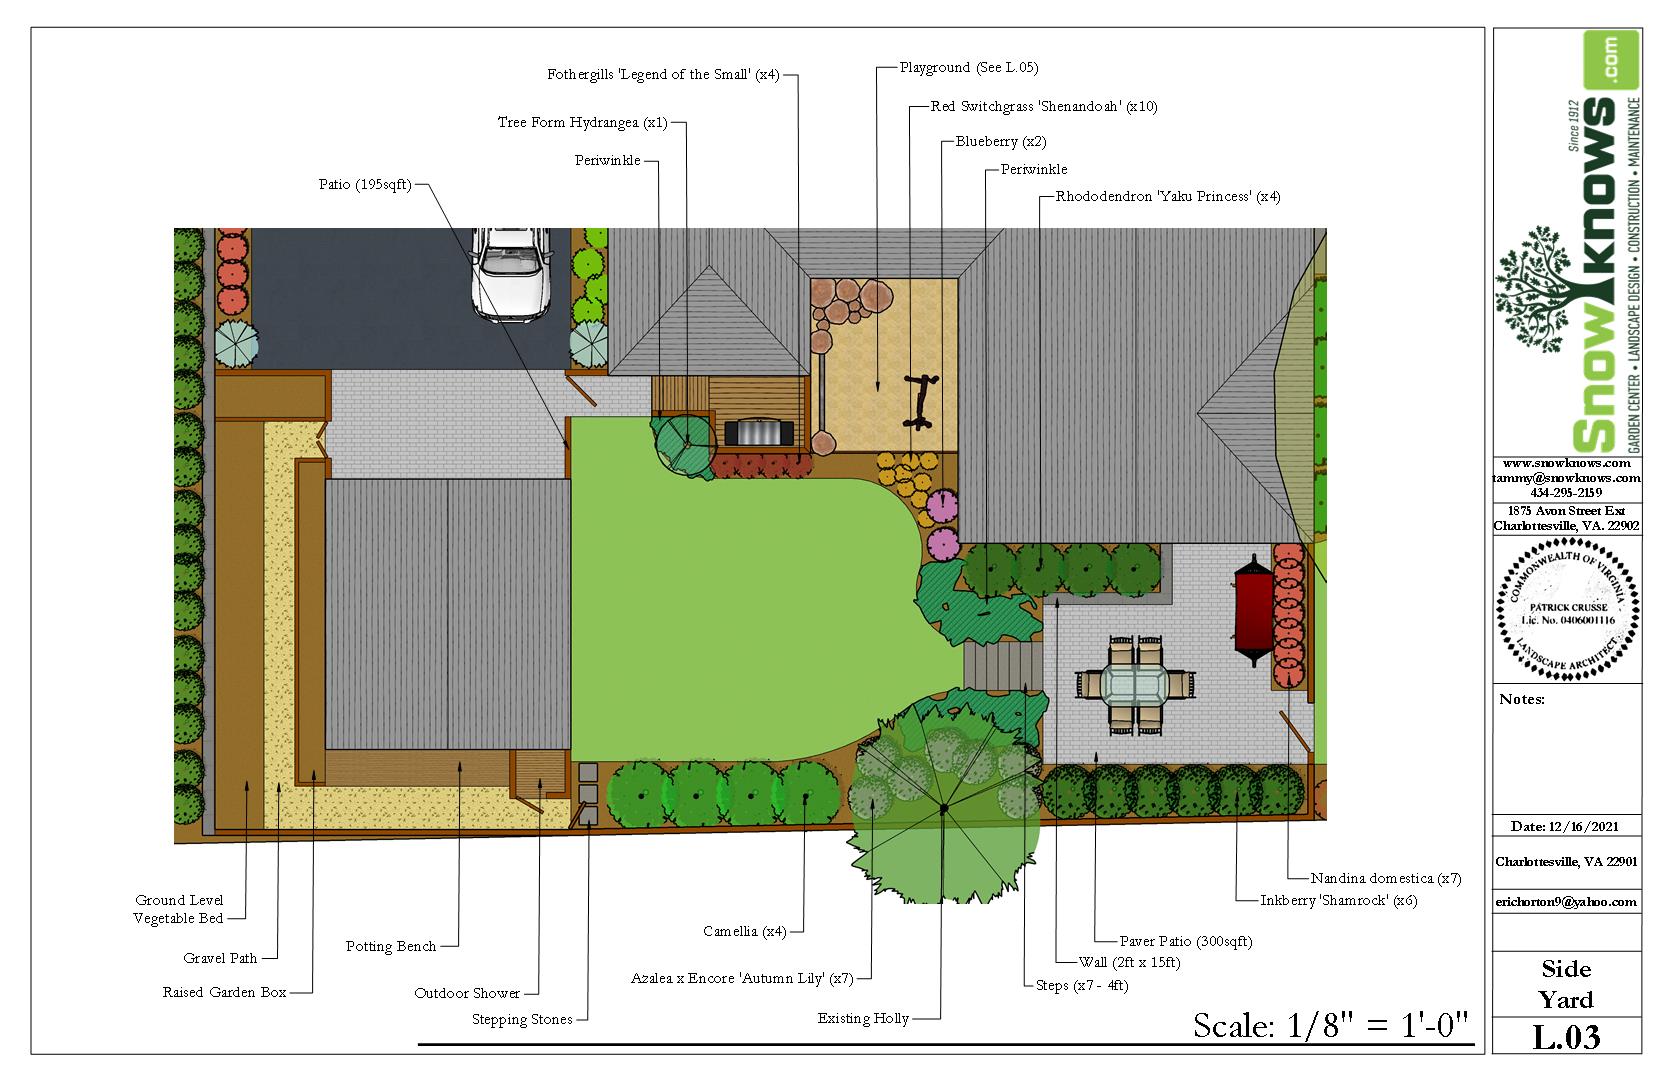 Fothergills 'Legend of the Small' (x4)
Playground (See L.05)
Tree Form Hydrangea (x1)
Red Switchgrass 'Shenandoah' (x10)
Blueberry (x2)
Periwinkle
Periwinkle
Patio (195sqft)
Rhododendron 'Yaku Princess' (x4)
Ground Level
Vegetable Bed
Gravel Path
Raised Garden Box
Potting Bench
Outdoor Shower
Stepping Stones
Camellia (x4)
Azalea x Encore 'Autumn Lily' (x7)
Existing Holly
Nandina domestica (x7)
Inkberry 'Shamrock' (x6)
Paver Patio (300sqft)
Wall (2ft x 15ft)
Steps (x7 - 4ft)
Scale: 1/8" = 1'-0"
Snowknows.com
Since 1912
GARDEN CENTER • LANDSCAPE DESIGN • CONSTRUCTION • MAINTENANCE
www.snowknows.com
tammy@snowknows.com
434-295-2159
1875 Avon Street Ext
Charlottesville, VA. 22902
COMMONWEALTH OF VIRGINIA
PATRICK CRUSSE
Lic. No. 0406001116
LANDSCAPE ARCHITECT
Notes:
Date: 12/16/2021
Charlottesville, VA 22901
erichorton9@yahoo.com
Side
Yard
L.03